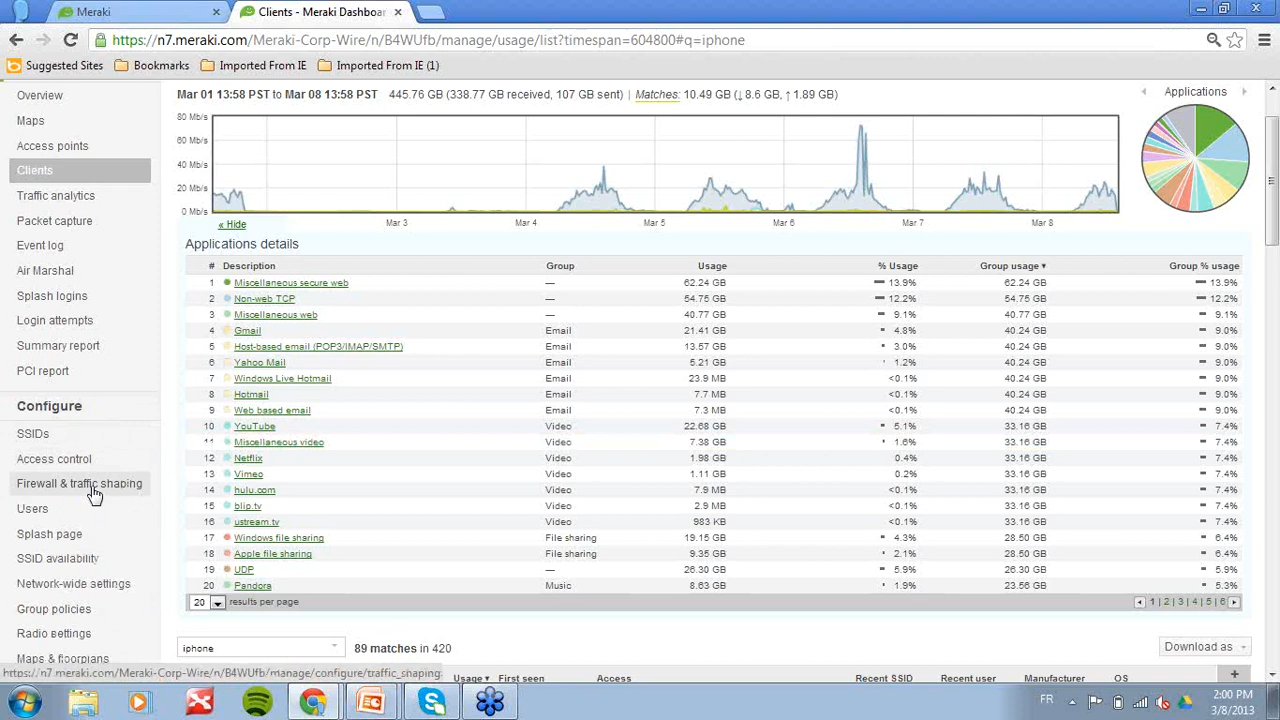 Meraki × Clients - Meraki Dashboar ×
https://n7.meraki.com/Meraki-Corp-Wire/n/B4WUfb/manage/usage/list?timespan=604800#q=iphone
Suggested Sites Bookmarks Imported From IE Imported From IE (1)
Overview
Maps
Access points
Clients
Traffic analytics
Packet capture
Event log
Air Marshal
Splash logins
Login attempts
Summary report
PCI report
Configure
SSIDs
Access control
Firewall & traffic shaping
Users
Splash page
SSID availability
Network-wide settings
Group policies
Radio settings
Maps & floorplans
https://n7.meraki.com/Meraki-Corp-Wire/n/B4WUfb/manage/configure/traffic_shaping
Mar 01 13:58 PST to Mar 08 13:58 PST 445.76 GB (338.77 GB received, 107 GB sent) | Matches: 10.49 GB (↓ 8.6 GB, ↑ 1.89 GB)
Applications
80 Mb/s
60 Mb/s
40 Mb/s
20 Mb/s
0 Mb/s
Mar 3 Mar 4 Mar 5 Mar 6 Mar 7 Mar 8
« Hide
Applications details
# Description Group Usage % Usage Group usage ▼ Group % usage
1 Miscellaneous secure web — 62.24 GB 13.9% 62.24 GB 13.9%
2 Non-web TCP — 54.75 GB 12.2% 54.75 GB 12.2%
3 Miscellaneous web — 40.77 GB 9.1% 40.77 GB 9.1%
4 Gmail Email 21.41 GB 4.8% 40.24 GB 9.0%
5 Host-based email (POP3/IMAP/SMTP) Email 13.57 GB 3.0% 40.24 GB 9.0%
6 Yahoo Mail Email 5.21 GB 1.2% 40.24 GB 9.0%
7 Windows Live Hotmail Email 23.9 MB <0.1% 40.24 GB 9.0%
8 Hotmail Email 7.7 MB <0.1% 40.24 GB 9.0%
9 Web based email Email 7.3 MB <0.1% 40.24 GB 9.0%
10 YouTube Video 22.68 GB 5.1% 33.16 GB 7.4%
11 Miscellaneous video Video 7.38 GB 1.6% 33.16 GB 7.4%
12 Netflix Video 1.98 GB 0.4% 33.16 GB 7.4%
13 Vimeo Video 1.11 GB 0.2% 33.16 GB 7.4%
14 hulu.com Video 7.9 MB <0.1% 33.16 GB 7.4%
15 blip.tv Video 2.9 MB <0.1% 33.16 GB 7.4%
16 ustream.tv Video 983 KB <0.1% 33.16 GB 7.4%
17 Windows file sharing File sharing 19.15 GB 4.3% 28.50 GB 6.4%
18 Apple file sharing File sharing 9.35 GB 2.1% 28.50 GB 6.4%
19 UDP — 26.30 GB 5.9% 26.30 GB 5.9%
20 Pandora Music 8.63 GB 1.9% 23.56 GB 5.3%
20 results per page 1 | 2 | 3 | 4 | 5 | 6
iphone 89 matches in 420 Download as
Usage ▼ First seen Access Recent SSID Recent user Manufacturer OS +
FR 2:00 PM
3/8/2013